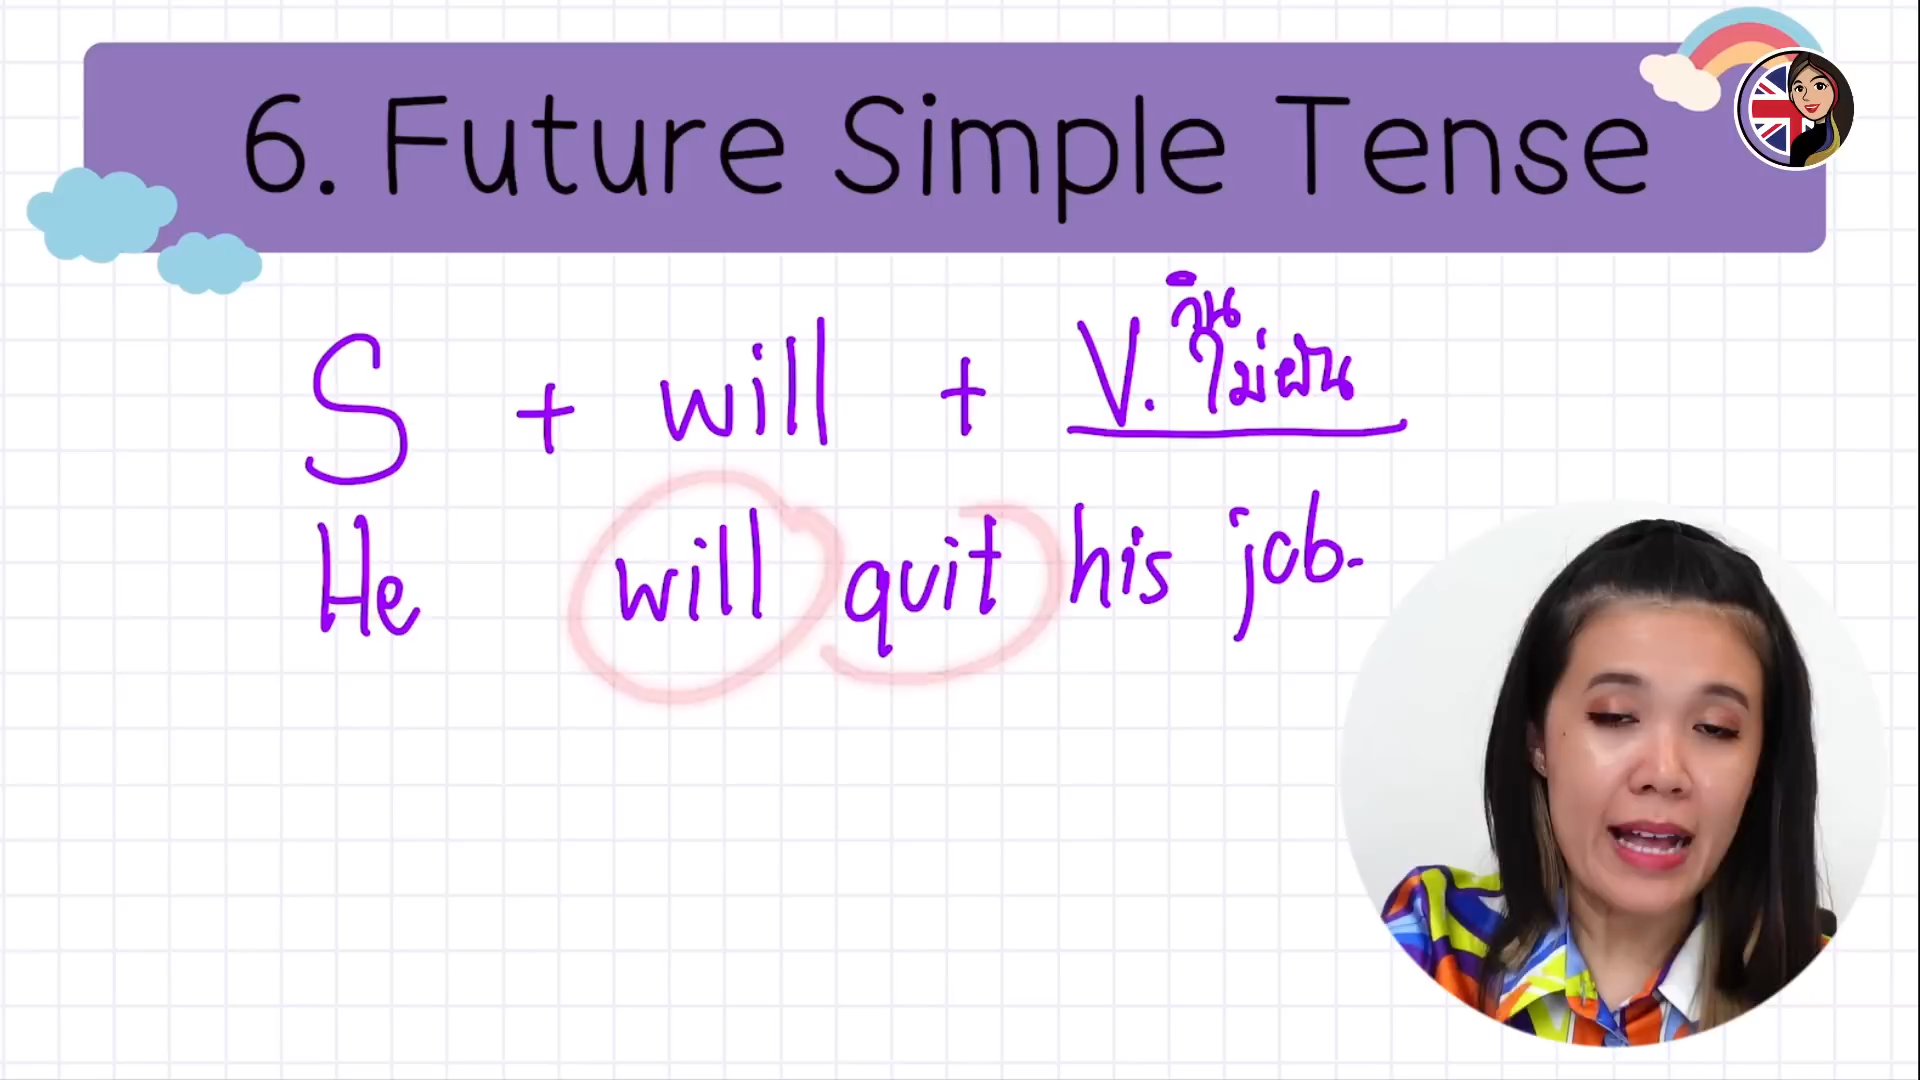 6. Future Simple Tense
S + will + V. ไม่ผัน
He will quit his job.